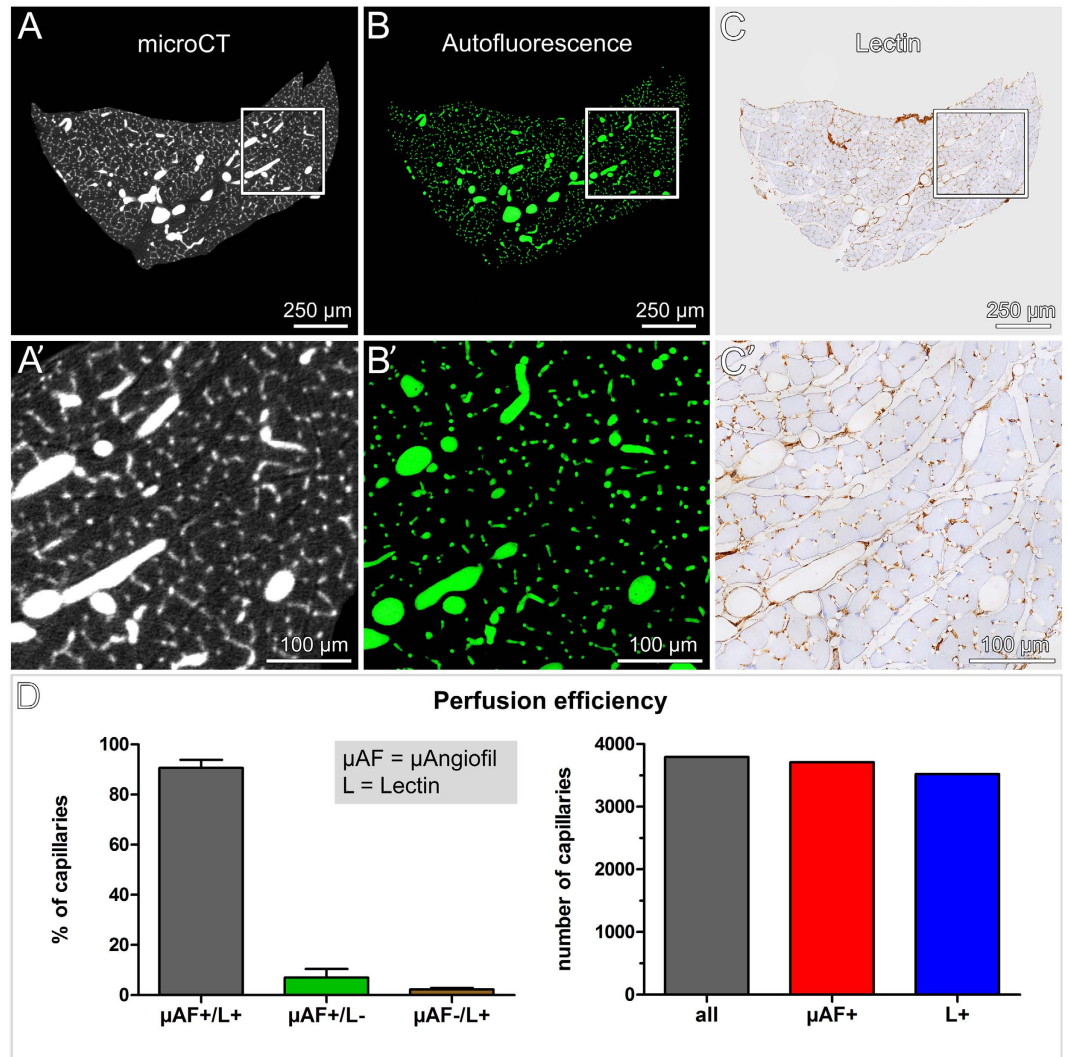 A
microCT
250 µm
B
Autofluorescence
250 µm
C
Lectin
250 µm
A'
100 µm
B'
100 µm
C'
100 µm
D
Perfusion efficiency
% of capillaries
100
80
60
40
20
0
µAF+/L+
µAF+/L-
µAF-/L+
µAF = µAngiofil
L = Lectin
number of capillaries
4000
3000
2000
1000
0
all
µAF+
L+